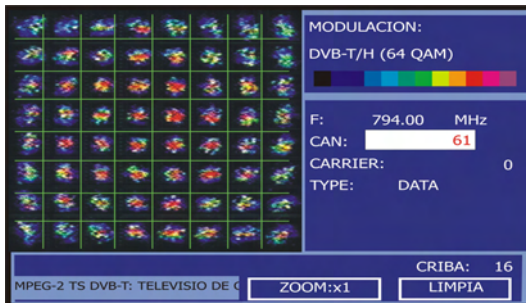 MODULACION:
DVB-T/H (64 QAM)
F: 794.00 MHz
CAN: 61
CARRIER: 0
TYPE: DATA
CRIBA: 16
MPEG-2 TS DVB-T: TELEVISIO DE
ZOOM:x1
LIMPIA